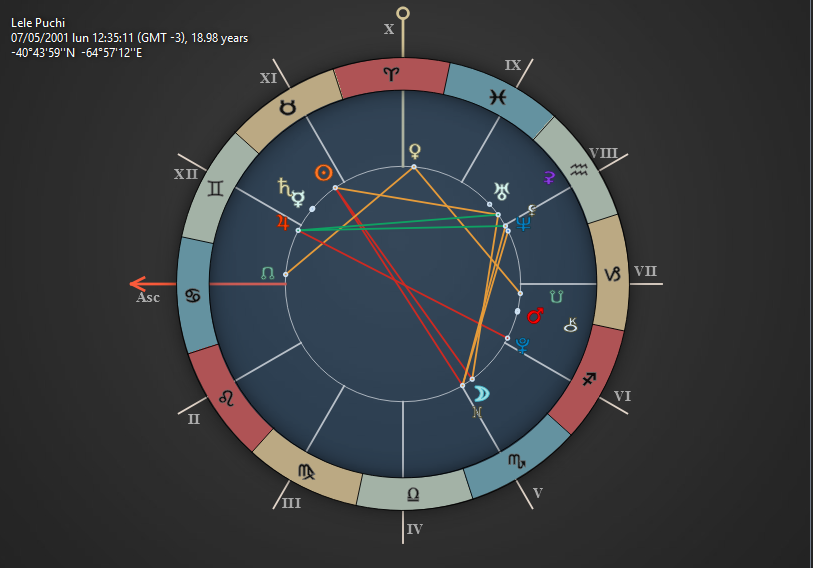 Lele Puchi
07/05/2001 lun 12:35:11 (GMT -3), 18.98 years
-40°43'59''N -64°57'12''E
X
XI
IX
XII
VIII
Asc
VII
II
VI
III
V
IV